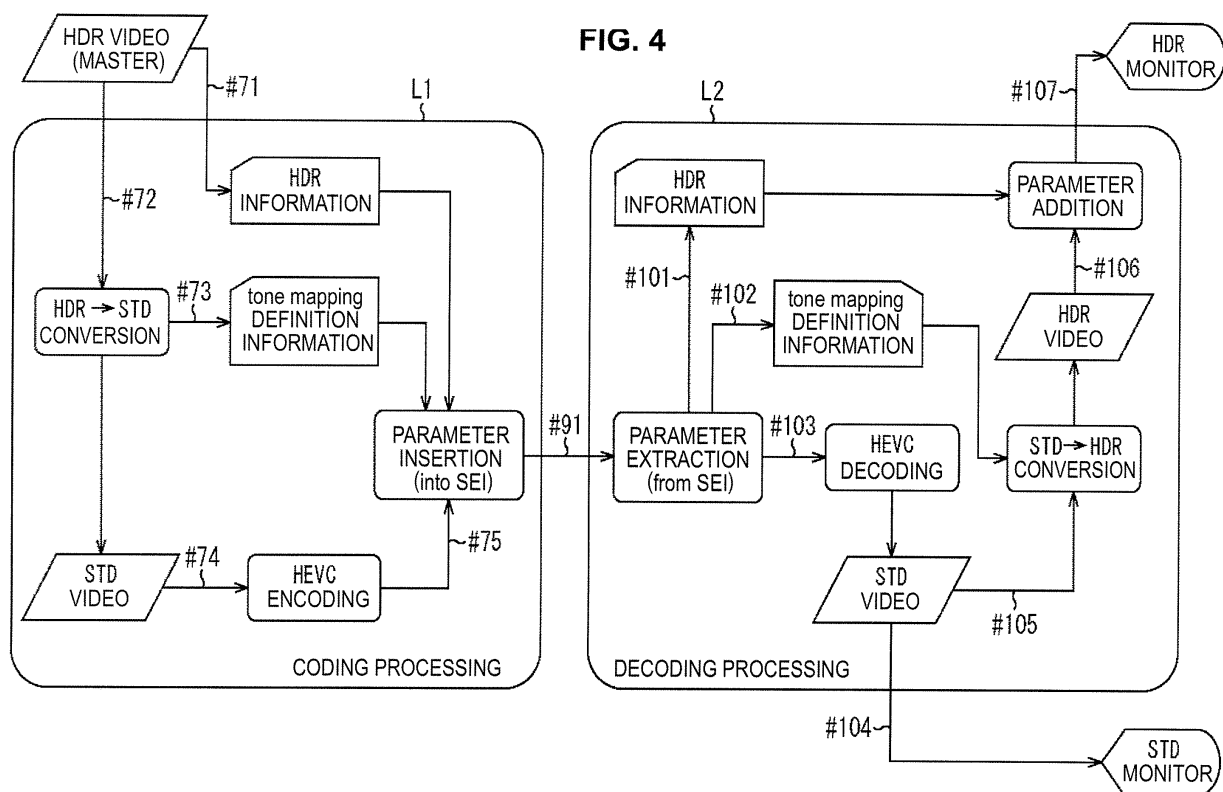 FIG. 4
HDR VIDEO
(MASTER)
#71
L1
#72
HDR
INFORMATION
HDR → STD
CONVERSION
#73
tone mapping
DEFINITION
INFORMATION
PARAMETER
INSERTION
(into SEI)
#91
#75
STD
VIDEO
#74
HEVC
ENCODING
CODING PROCESSING
L2
HDR
INFORMATION
PARAMETER
ADDITION
#107
HDR
MONITOR
#101
#102
tone mapping
DEFINITION
INFORMATION
#106
HDR
VIDEO
PARAMETER
EXTRACTION
(from SEI)
#103
HEVC
DECODING
STD → HDR
CONVERSION
STD
VIDEO
#105
DECODING PROCESSING
#104
STD
MONITOR